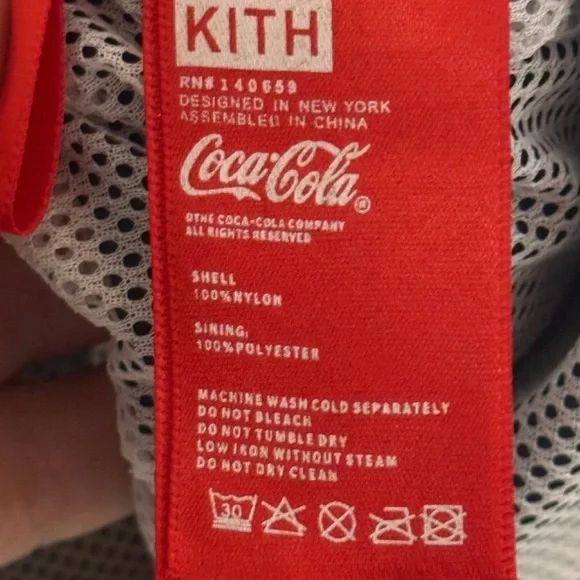 KITH
RN# 140659
DESIGNED IN NEW YORK
ASSEMBLED IN CHINA
Coca-Cola®
©THE COCA-COLA COMPANY
ALL RIGHTS RESERVED
SHELL
100%NYLON
SINING;
100%POLYESTER
MACHINE WASH COLD SEPARATELY
DO NOT BLEACH
DO NOT TUMBLE DRY
LOW IRON WITHOUT STEAM
DO NOT DRY CLEAN
30